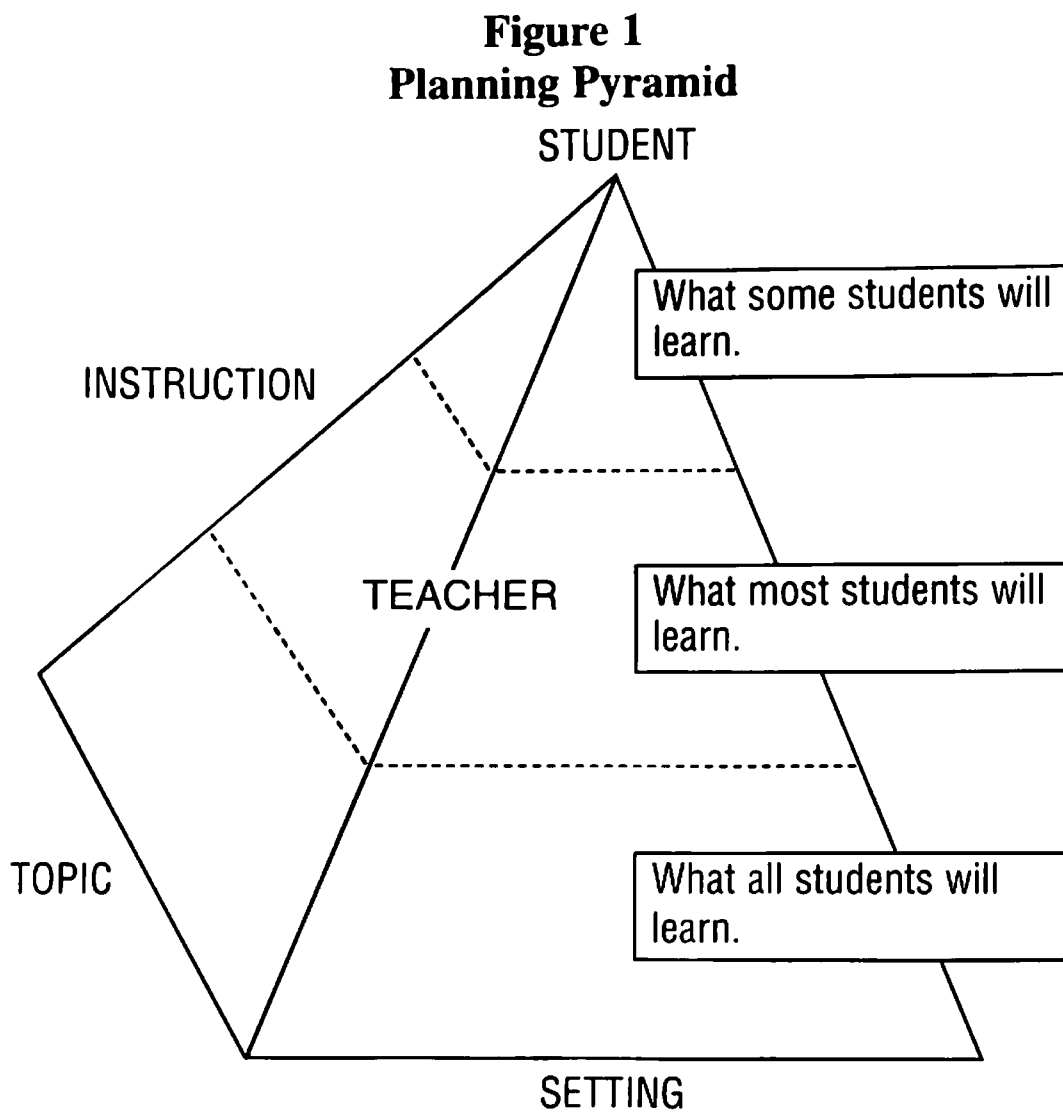 Figure 1
Planning Pyramid
STUDENT
What some students will
learn.
INSTRUCTION
TEACHER
What most students will
learn.
TOPIC
What all students will
learn.
SETTING